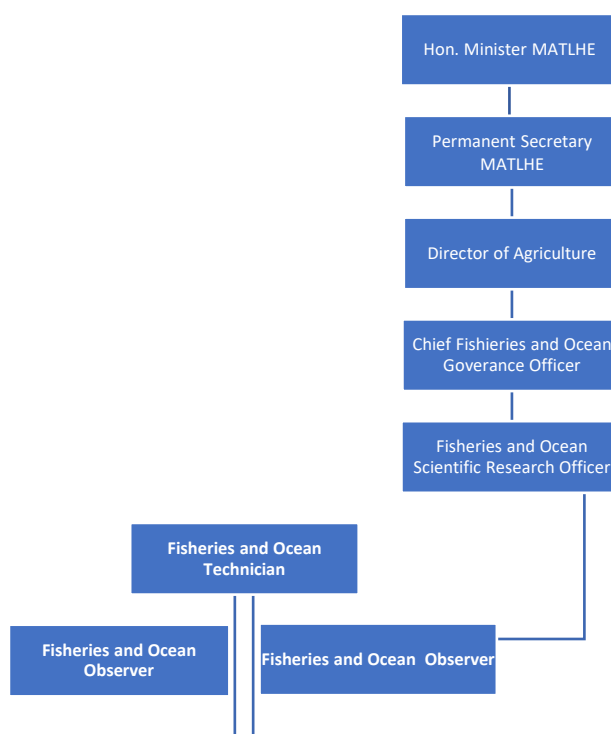 Hon. Minister MATLHE
Permanent Secretary
MATLHE
Director of Agriculture
Chief Fishieries and Ocean
Goverance Officer
Fisheries and Ocean
Scientific Research Officer
Fisheries and Ocean
Technician
Fisheries and Ocean
Observer
Fisheries and Ocean Observer